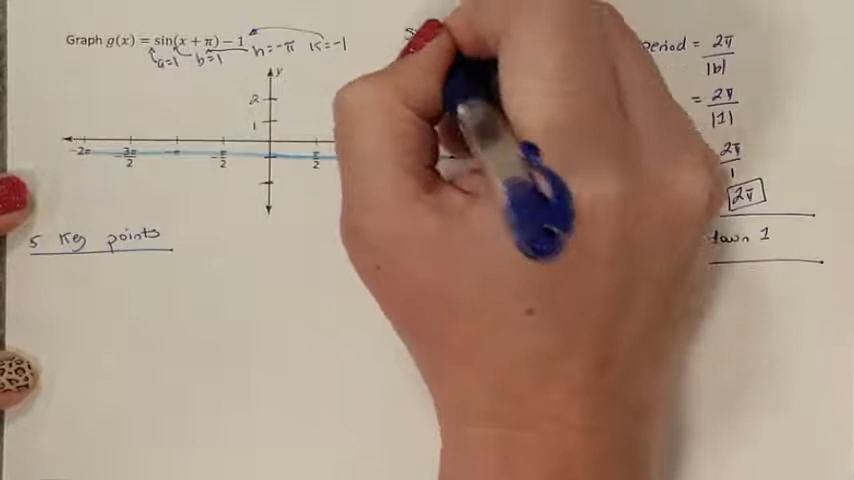 Graph g(x) = sin(x + π) − 1
a=1 b=1 h=-π K=-1
period = 2π/|b|
= 2π/|1|
2π/1
2π
down 1
y
2
1
-2π -3π/2 -π -π/2 π/2
5 Key points